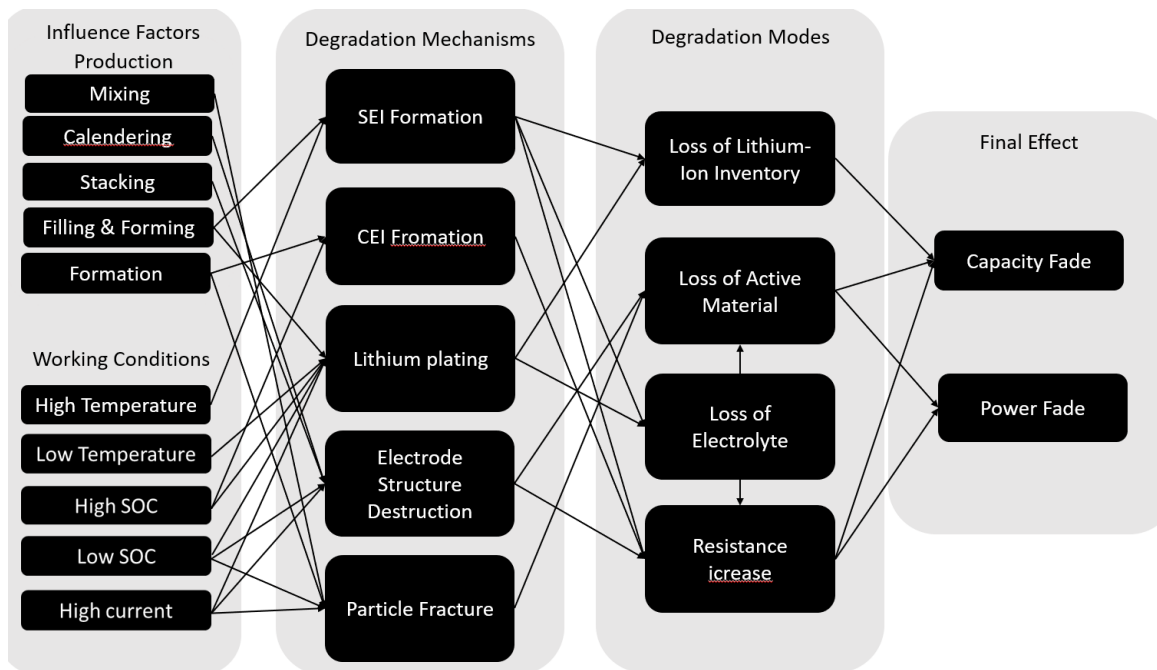 Influence Factors
Production
Mixing
Calendering
Stacking
Filling & Forming
Formation
Working Conditions
High Temperature
Low Temperature
High SOC
Low SOC
High current
Degradation Mechanisms
SEI Formation
CEI Fromation
Lithium plating
Electrode
Structure
Destruction
Particle Fracture
Degradation Modes
Loss of Lithium-
Ion Inventory
Loss of Active
Material
Loss of
Electrolyte
Resistance
icrease
Final Effect
Capacity Fade
Power Fade